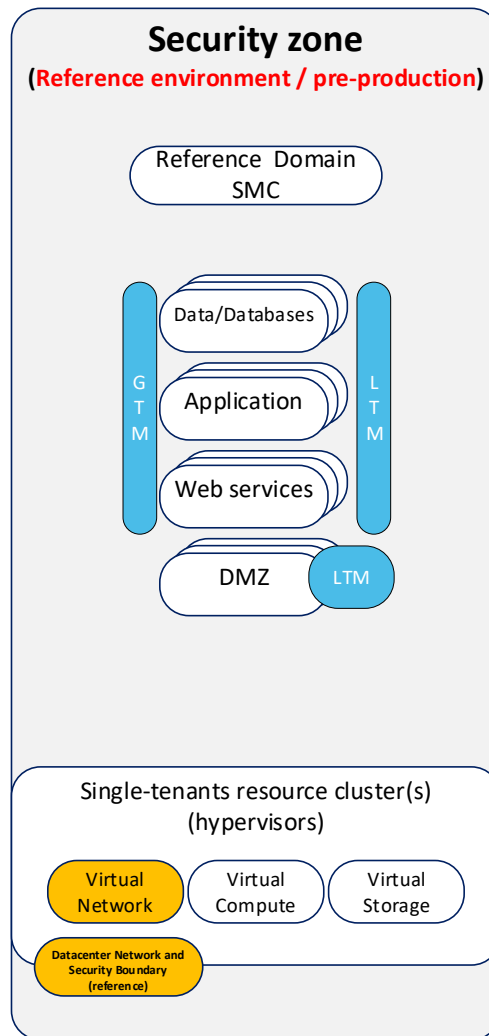 Security zone
(Reference environment / pre-production)
Reference Domain
SMC
Data/Databases
G
T
M
L
T
M
Application
Web services
DMZ
LTM
Single-tenants resource cluster(s)
(hypervisors)
Virtual
Network
Virtual
Compute
Virtual
Storage
Datacenter Network and
Security Boundary
(reference)